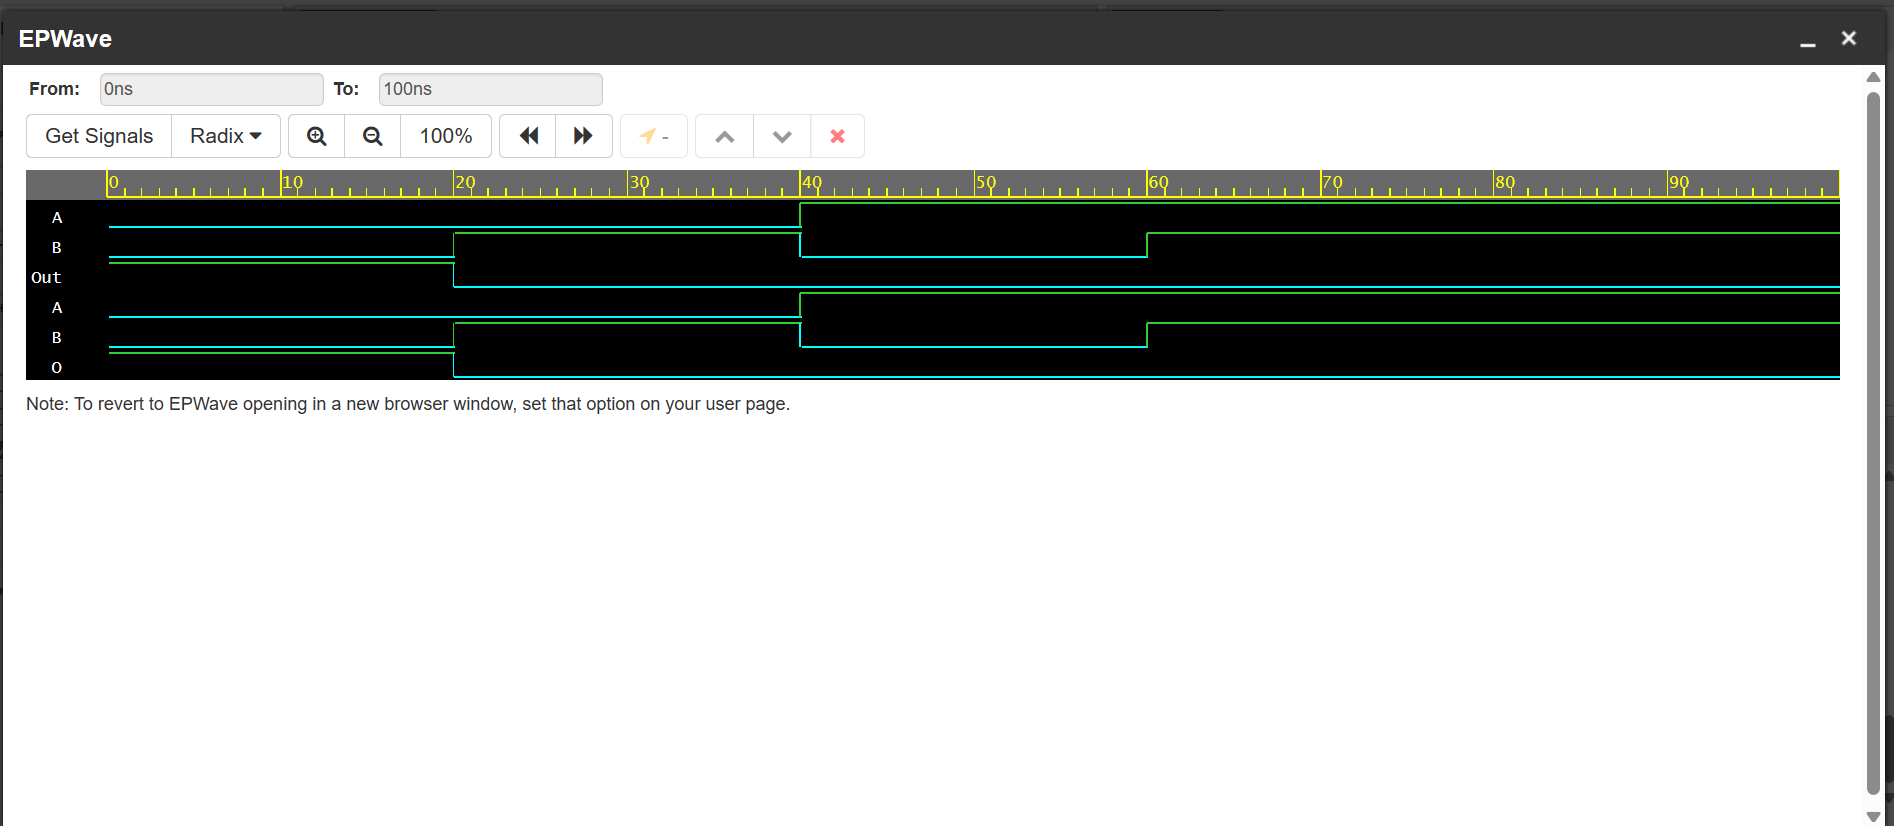 EPWave
From: 0ns To: 100ns
Get Signals Radix 100% -
0 10 20 30 40 50 60 70 80 90
A
B
Out
A
B
O
Note: To revert to EPWave opening in a new browser window, set that option on your user page.